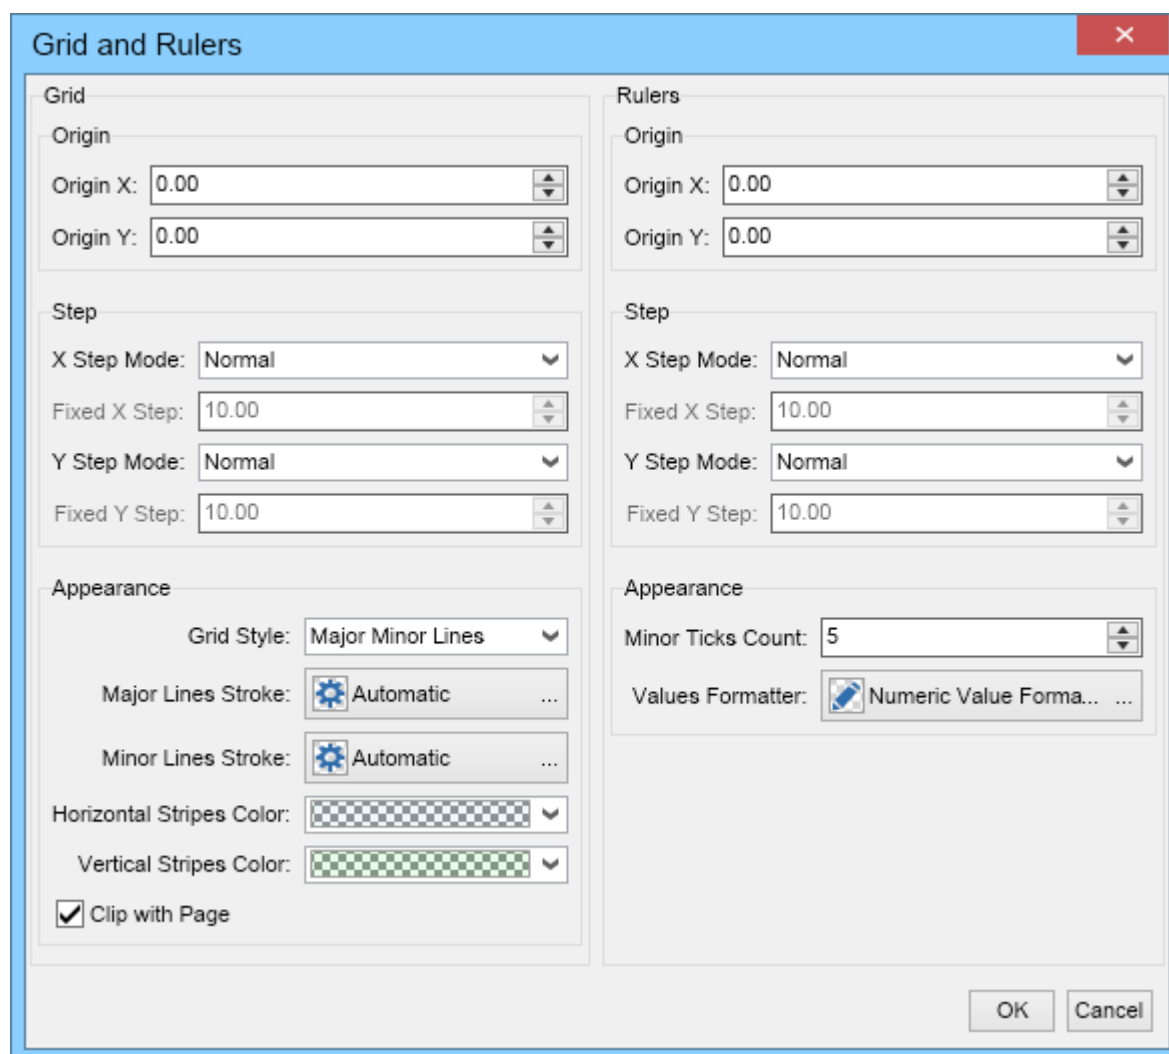 Grid and Rulers
Grid
Origin
Origin X: 0.00
Origin Y: 0.00
Step
X Step Mode: Normal
Fixed X Step: 10.00
Y Step Mode: Normal
Fixed Y Step: 10.00
Appearance
Grid Style: Major Minor Lines
Major Lines Stroke: Automatic ...
Minor Lines Stroke: Automatic ...
Horizontal Stripes Color:
Vertical Stripes Color:
Clip with Page
Rulers
Origin
Origin X: 0.00
Origin Y: 0.00
Step
X Step Mode: Normal
Fixed X Step: 10.00
Y Step Mode: Normal
Fixed Y Step: 10.00
Appearance
Minor Ticks Count: 5
Values Formatter: Numeric Value Forma... ...
OK Cancel